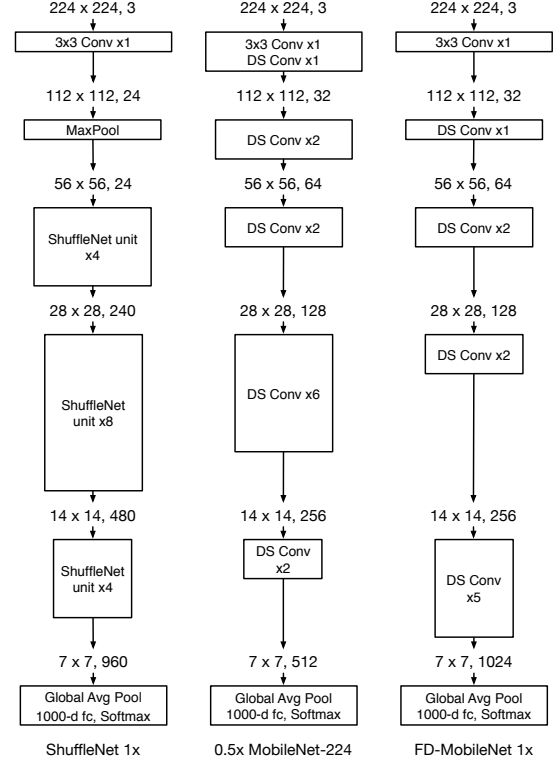 224 x 224, 3
3x3 Conv x1
112 x 112, 24
MaxPool
56 x 56, 24
ShuffleNet unit
x4
28 x 28, 240
ShuffleNet
unit x8
14 x 14, 480
ShuffleNet
unit x4
7 x 7, 960
Global Avg Pool
1000-d fc, Softmax
ShuffleNet 1x
224 x 224, 3
3x3 Conv x1
DS Conv x1
112 x 112, 32
DS Conv x2
56 x 56, 64
DS Conv x2
28 x 28, 128
DS Conv x6
14 x 14, 256
DS Conv
x2
7 x 7, 512
Global Avg Pool
1000-d fc, Softmax
0.5x MobileNet-224
224 x 224, 3
3x3 Conv x1
112 x 112, 32
DS Conv x1
56 x 56, 64
DS Conv x2
28 x 28, 128
DS Conv x2
14 x 14, 256
DS Conv
x5
7 x 7, 1024
Global Avg Pool
1000-d fc, Softmax
FD-MobileNet 1x